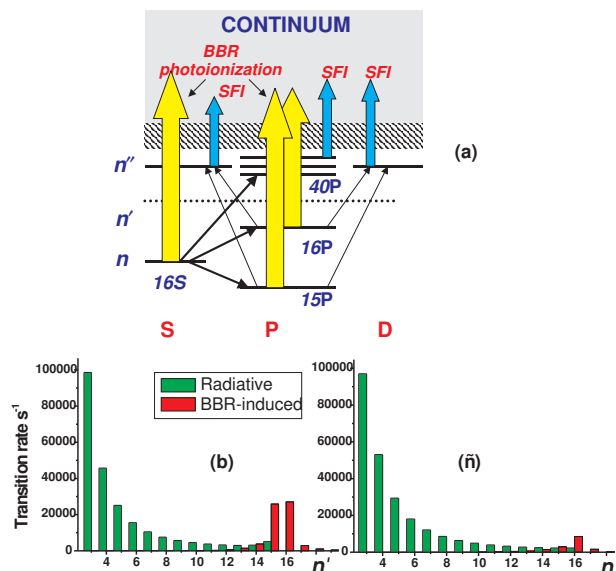 CONTINUUM
BBR
photoionization
SFI
SFI
SFI
(a)
n″
40P
n′
16P
n
16S
15P
S
P
D
Transition rate s⁻¹
100000
80000
60000
40000
20000
0
4
6
8
10
12
14
16
n′
Radiative
BBR-induced
(b)
100000
80000
60000
40000
20000
0
4
6
8
10
12
14
16
n
(ñ)